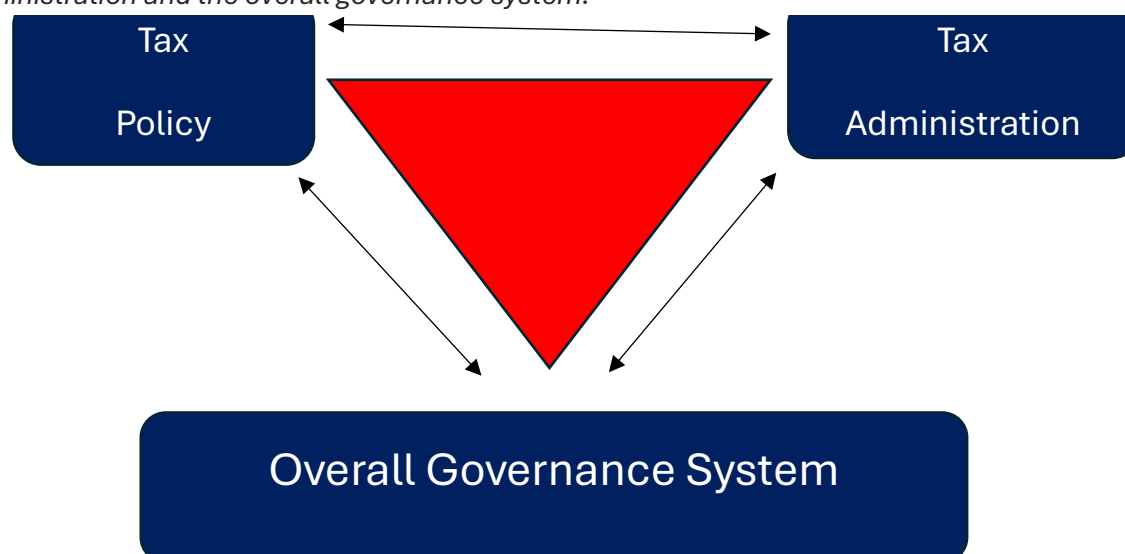 ministration and the overall governance system.
Tax
Policy
Tax
Administration
Overall Governance System